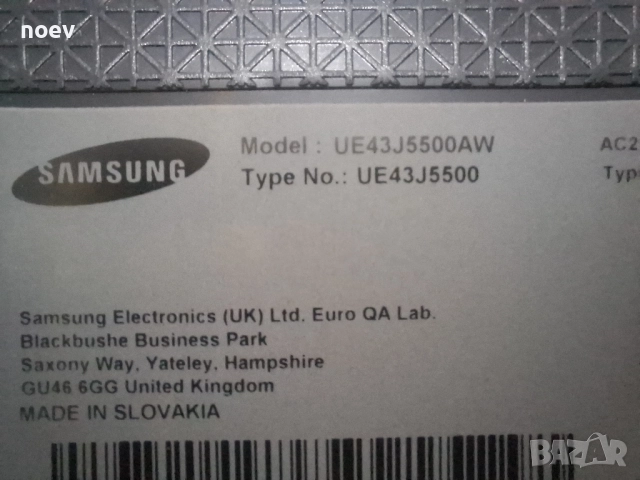 noev
SAMSUNG
Model : UE43J5500AW
Type No.: UE43J5500
AC2
Typ
Samsung Electronics (UK) Ltd. Euro QA Lab.
Blackbushe Business Park
Saxony Way, Yateley, Hampshire
GU46 6GG United Kingdom
MADE IN SLOVAKIA
BAZAR